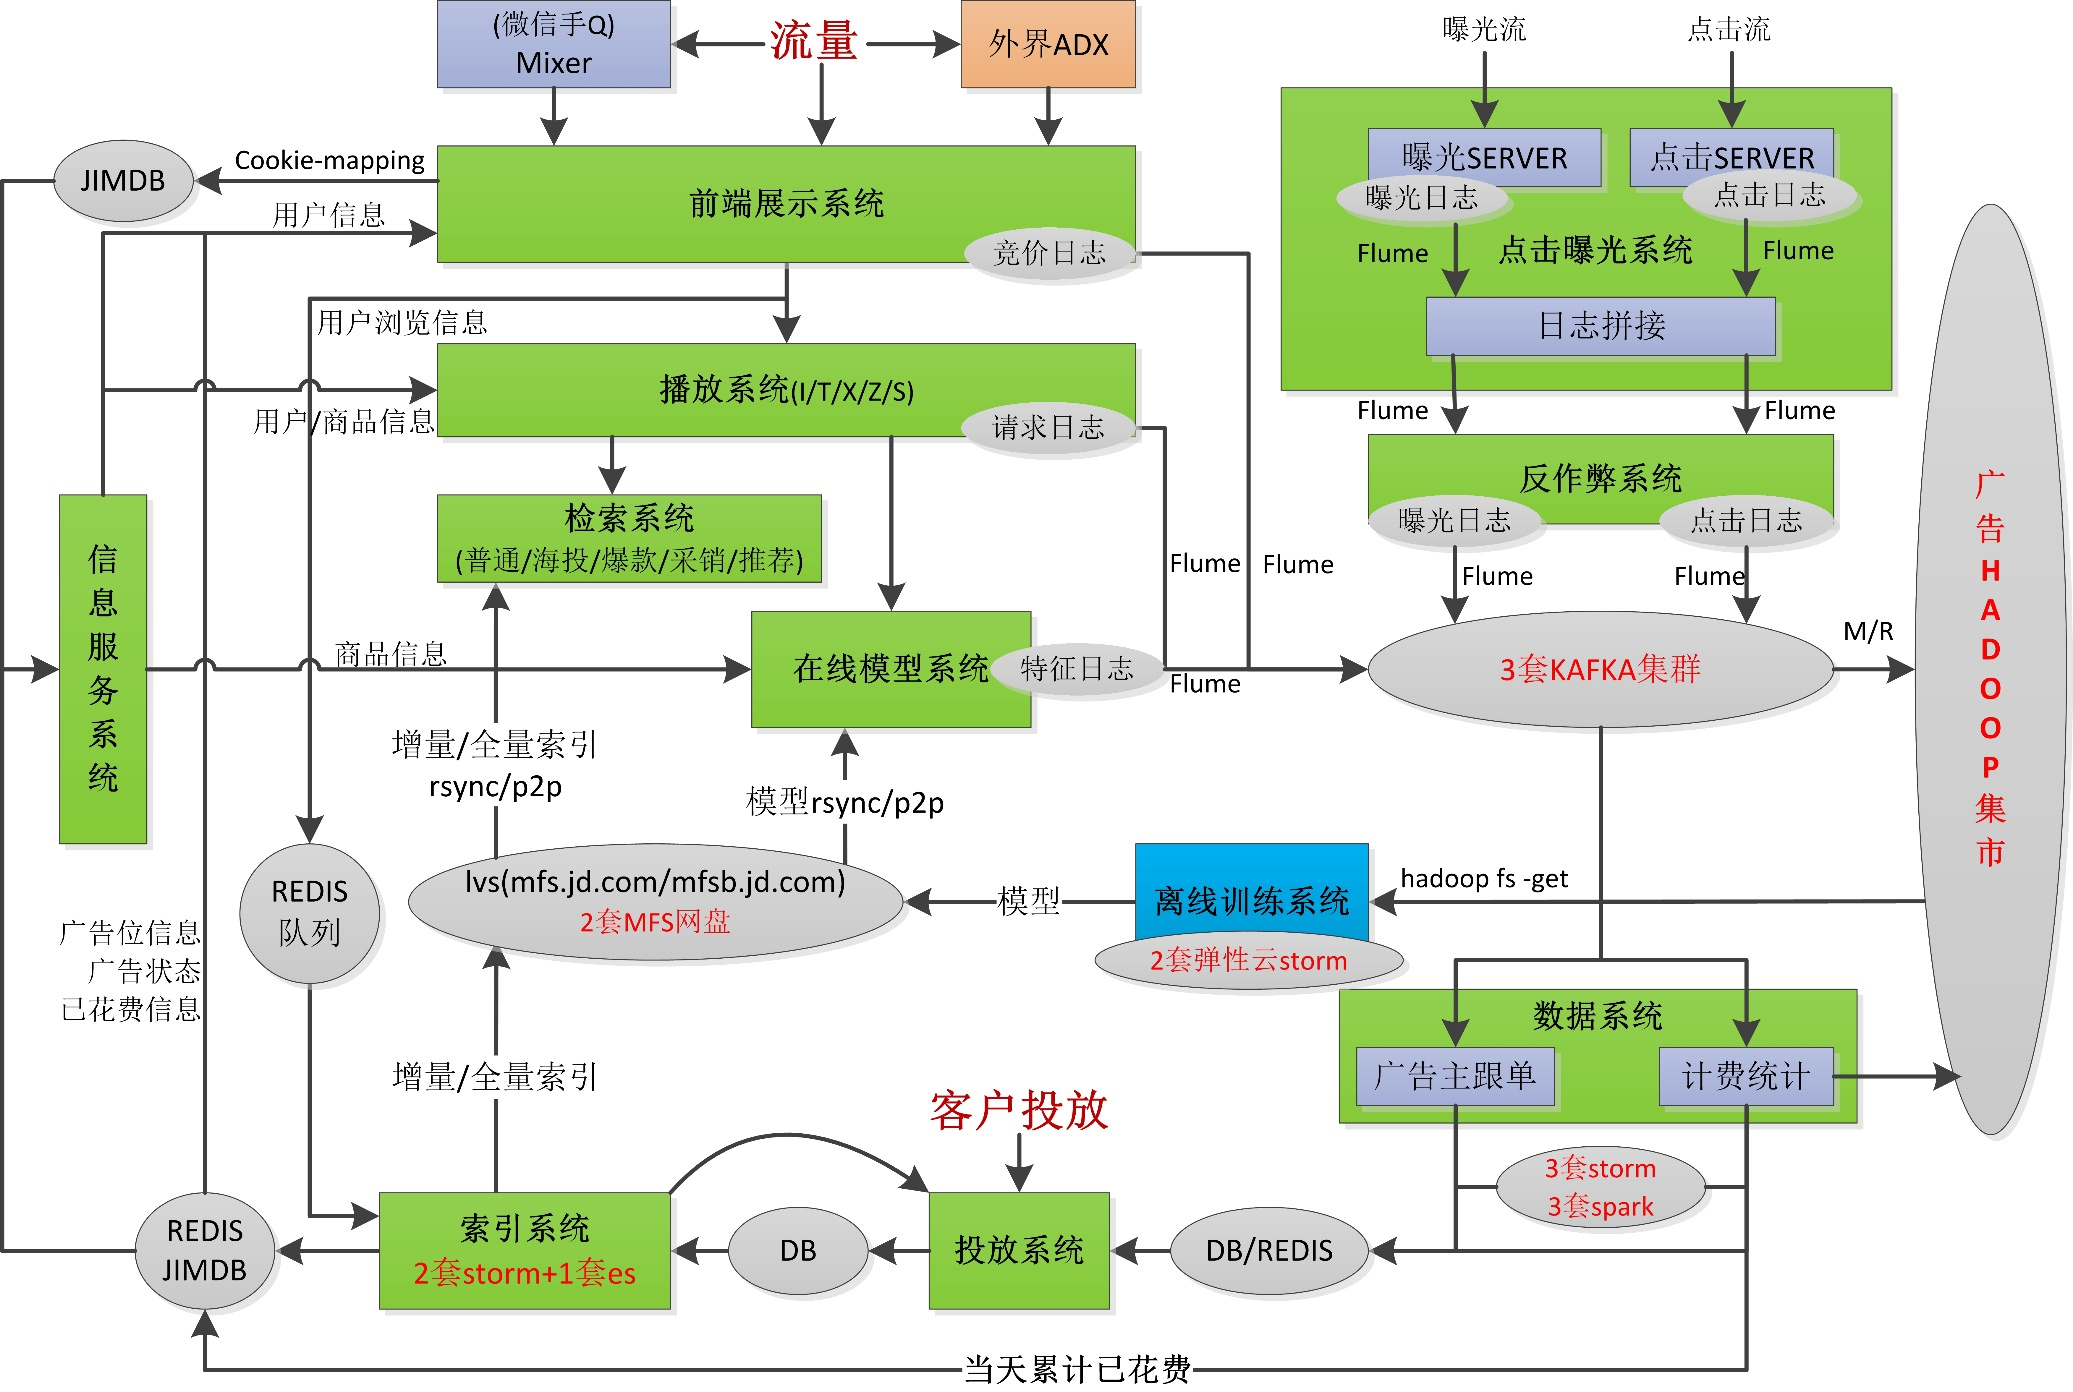 (微信手Q)
Mixer
流量
外界ADX
曝光流
点击流
JIMDB
Cookie-mapping
用户信息
前端展示系统
竞价日志
曝光SERVER
点击SERVER
曝光日志
点击日志
Flume
点击曝光系统
Flume
日志拼接
用户浏览信息
播放系统(I/T/X/Z/S)
用户/商品信息
请求日志
Flume
Flume
反作弊系统
曝光日志
点击日志
检索系统
(普通/海投/爆款/采销/推荐)
Flume
Flume
Flume
Flume
信
息
服
务
系
统
商品信息
在线模型系统
特征日志
Flume
3套KAFKA集群
M/R
广
告
H
A
D
O
O
P
集
市
增量/全量索引
rsync/p2p
模型rsync/p2p
REDIS
队列
lvs(mfs.jd.com/mfsb.jd.com)
2套MFS网盘
模型
离线训练系统
2套弹性云storm
hadoop fs -get
广告位信息
广告状态
已花费信息
数据系统
广告主跟单
计费统计
增量/全量索引
客户投放
3套storm
3套spark
REDIS
JIMDB
索引系统
2套storm+1套es
DB
投放系统
DB/REDIS
当天累计已花费